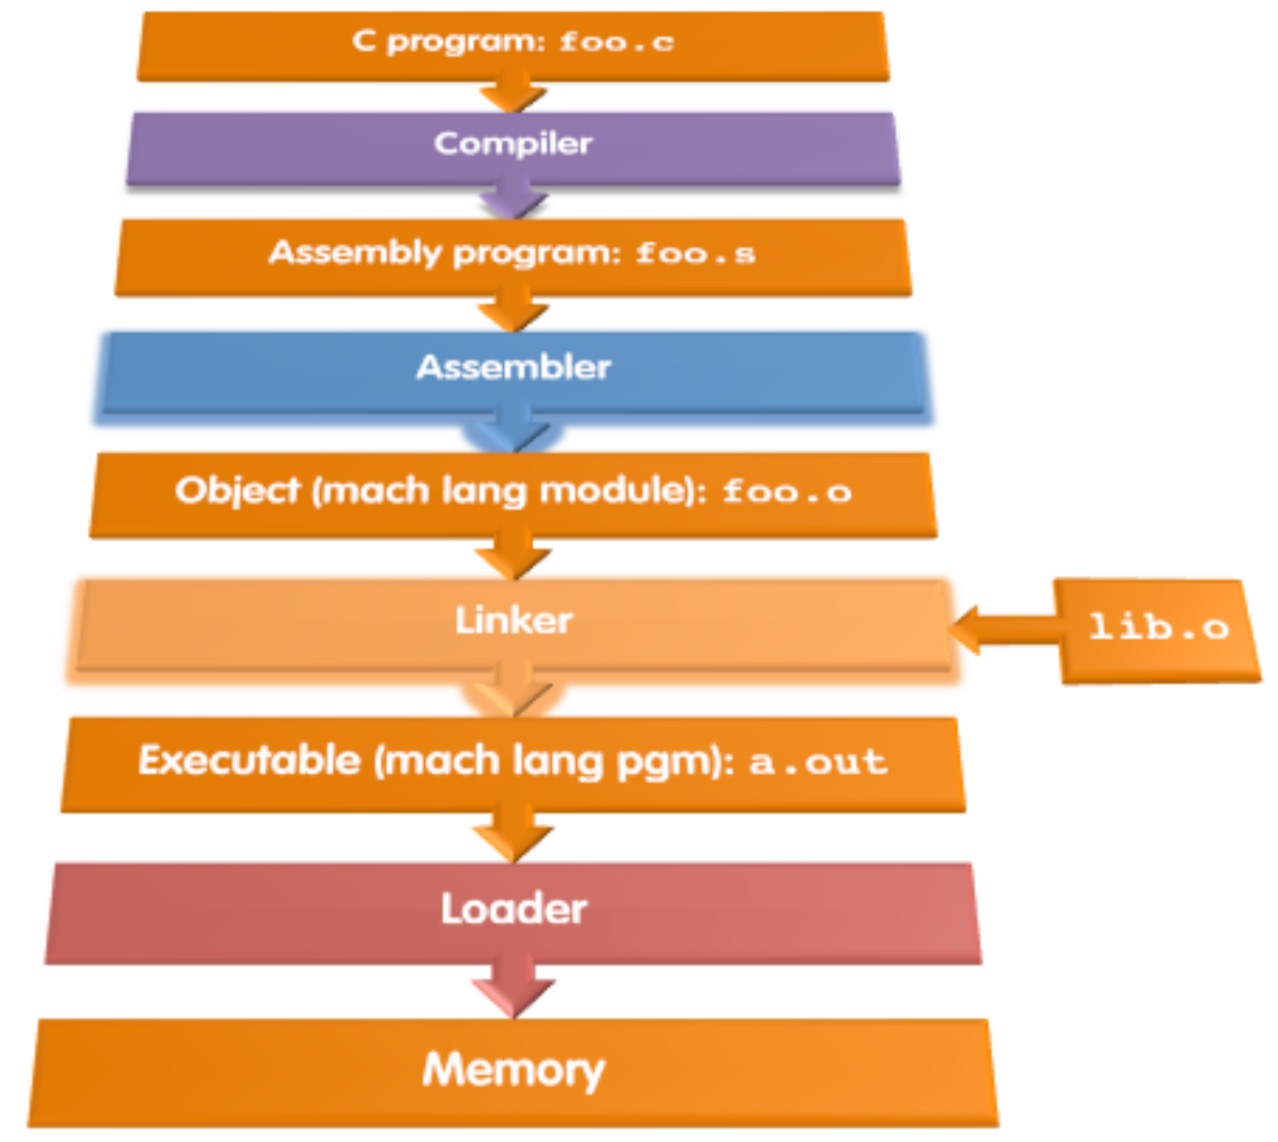 C program: foo.c
Compiler
Assembly program: foo.s
Assembler
Object (mach lang module): foo.o
Linker
lib.o
Executable (mach lang pgm): a.out
Loader
Memory